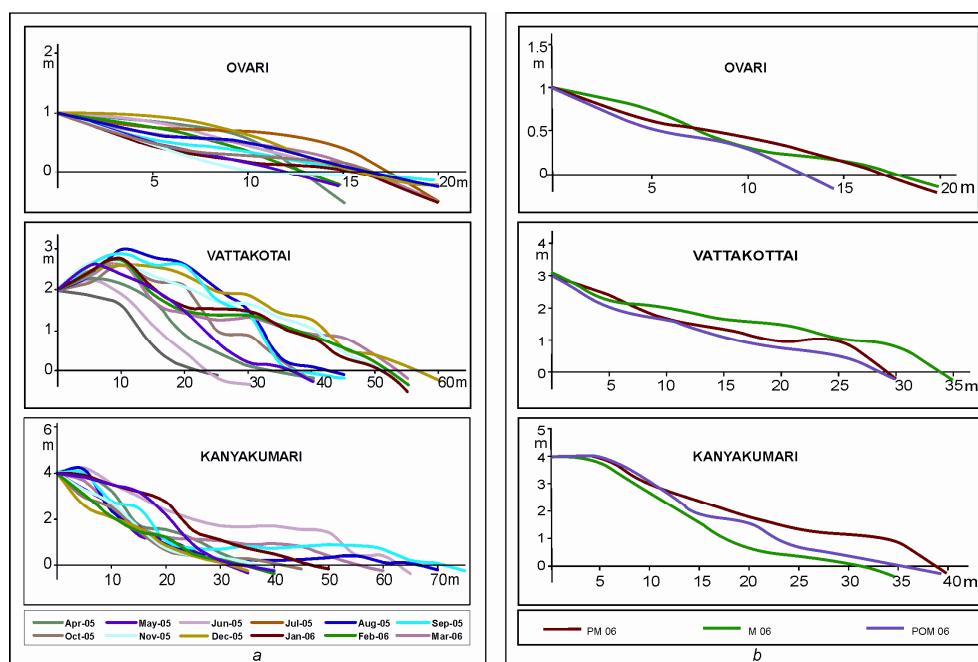 2
m
OVARI
1
0
5 10 15 20 m
3
m
VATTAKOTAI
2
1
0
10 20 30 40 50 60m
6
m
KANYAKUMARI
4
2
0
10 20 30 40 50 60 70m
Apr-05 May-05 Jun-05 Jul-05 Aug-05 Sep-05
Oct-05 Nov-05 Dec-05 Jan-06 Feb-06 Mar-06
a
1.5
m
OVARI
1
0.5
0
5 10 15 20 m
4
m
VATTAKOTTAI
3
2
1
0
5 10 15 20 25 30 35m
5
m
KANYAKUMARI
4
3
2
1
0
5 10 15 20 25 30 35 40
m
PM 06 M 06 POM 06
b